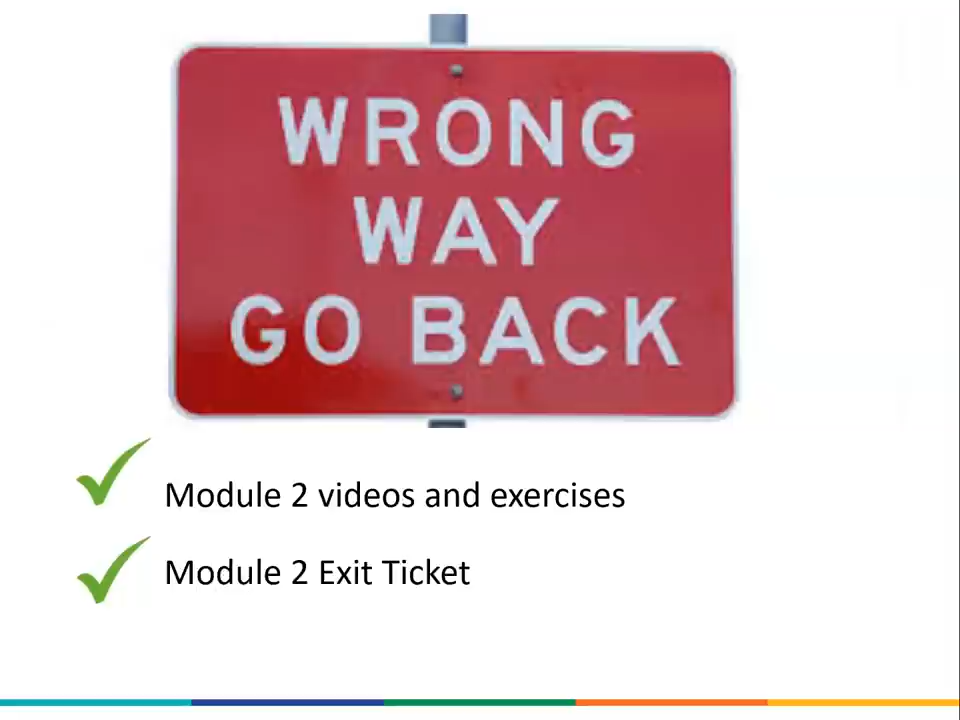 WRONG
WAY
GO BACK
Module 2 videos and exercises
Module 2 Exit Ticket